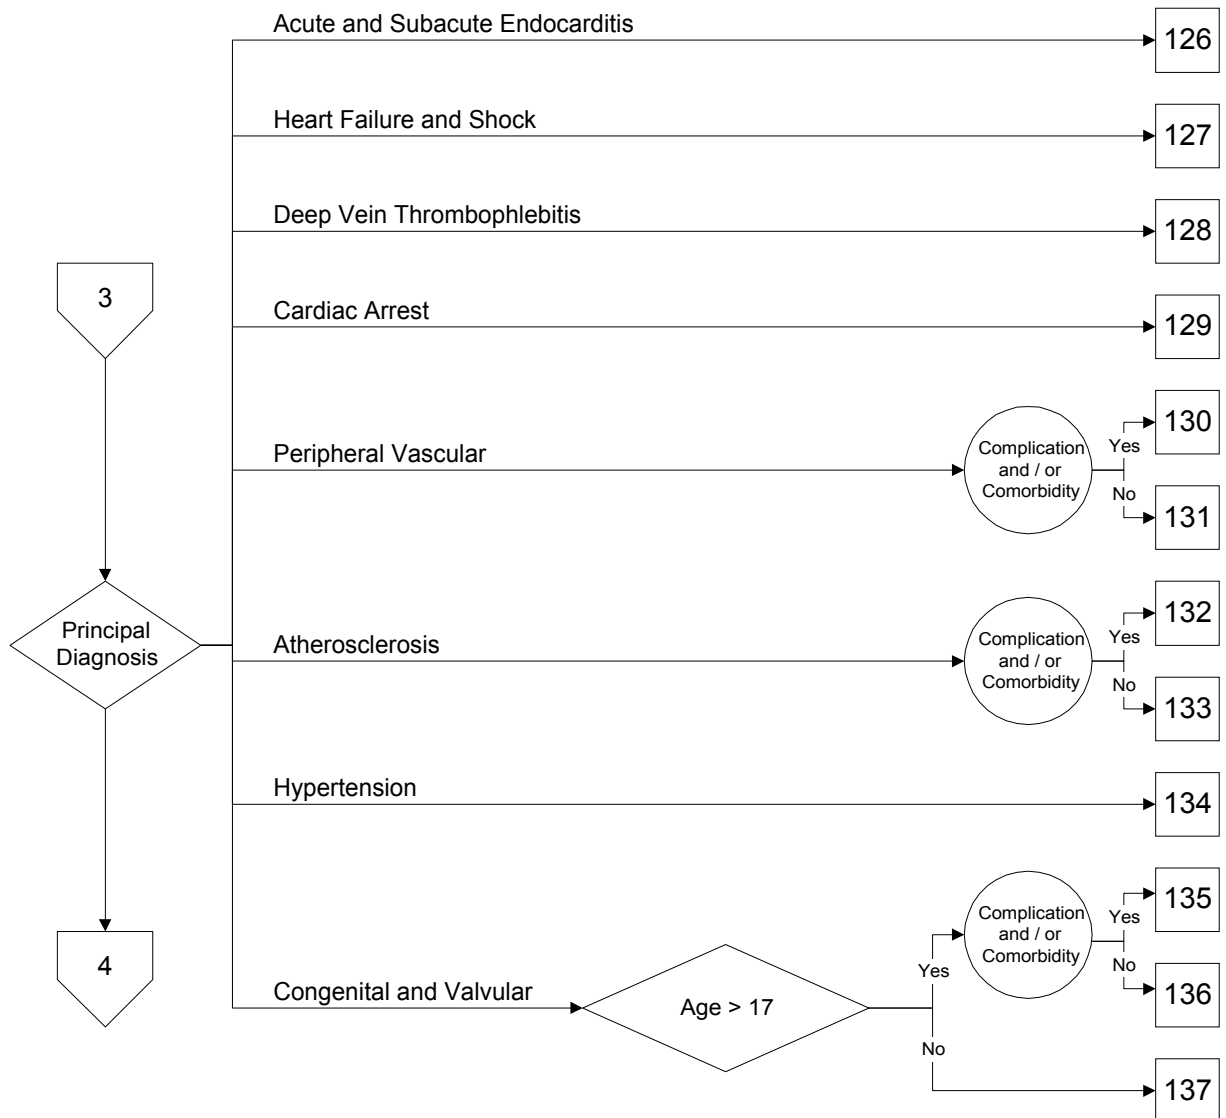 Acute and Subacute Endocarditis
126
Heart Failure and Shock
127
Deep Vein Thrombophlebitis
128
3
Cardiac Arrest
129
Peripheral Vascular
Complication
and / or
Comorbidity
Yes
No
130
131
Principal
Diagnosis
Atherosclerosis
Complication
and / or
Comorbidity
Yes
No
132
133
Hypertension
134
4
Congenital and Valvular
Age > 17
Yes
No
Complication
and / or
Comorbidity
Yes
No
135
136
137